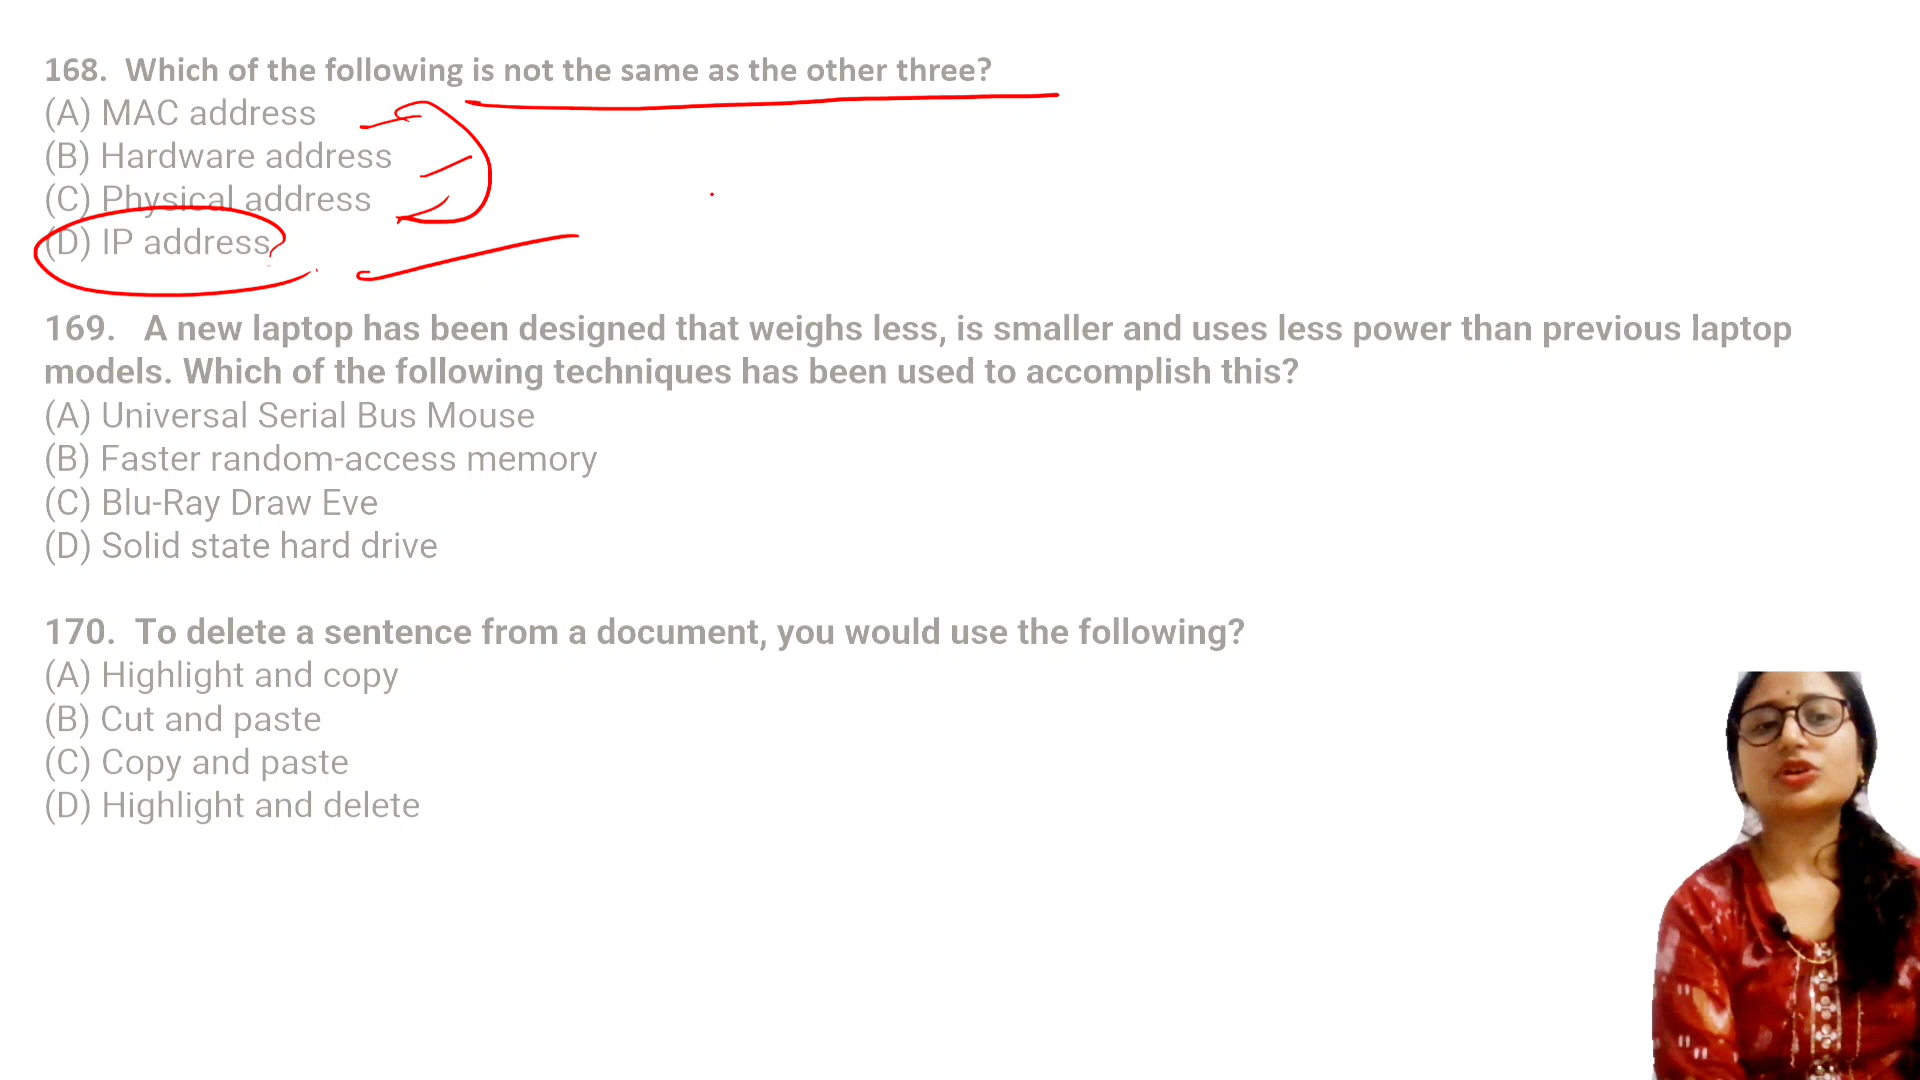 168. Which of the following is not the same as the other three?
(A) MAC address
(B) Hardware address
(C) Physical address
(D) IP address
169. A new laptop has been designed that weighs less, is smaller and uses less power than previous laptop
models. Which of the following techniques has been used to accomplish this?
(A) Universal Serial Bus Mouse
(B) Faster random-access memory
(C) Blu-Ray Draw Eve
(D) Solid state hard drive
170. To delete a sentence from a document, you would use the following?
(A) Highlight and copy
(B) Cut and paste
(C) Copy and paste
(D) Highlight and delete